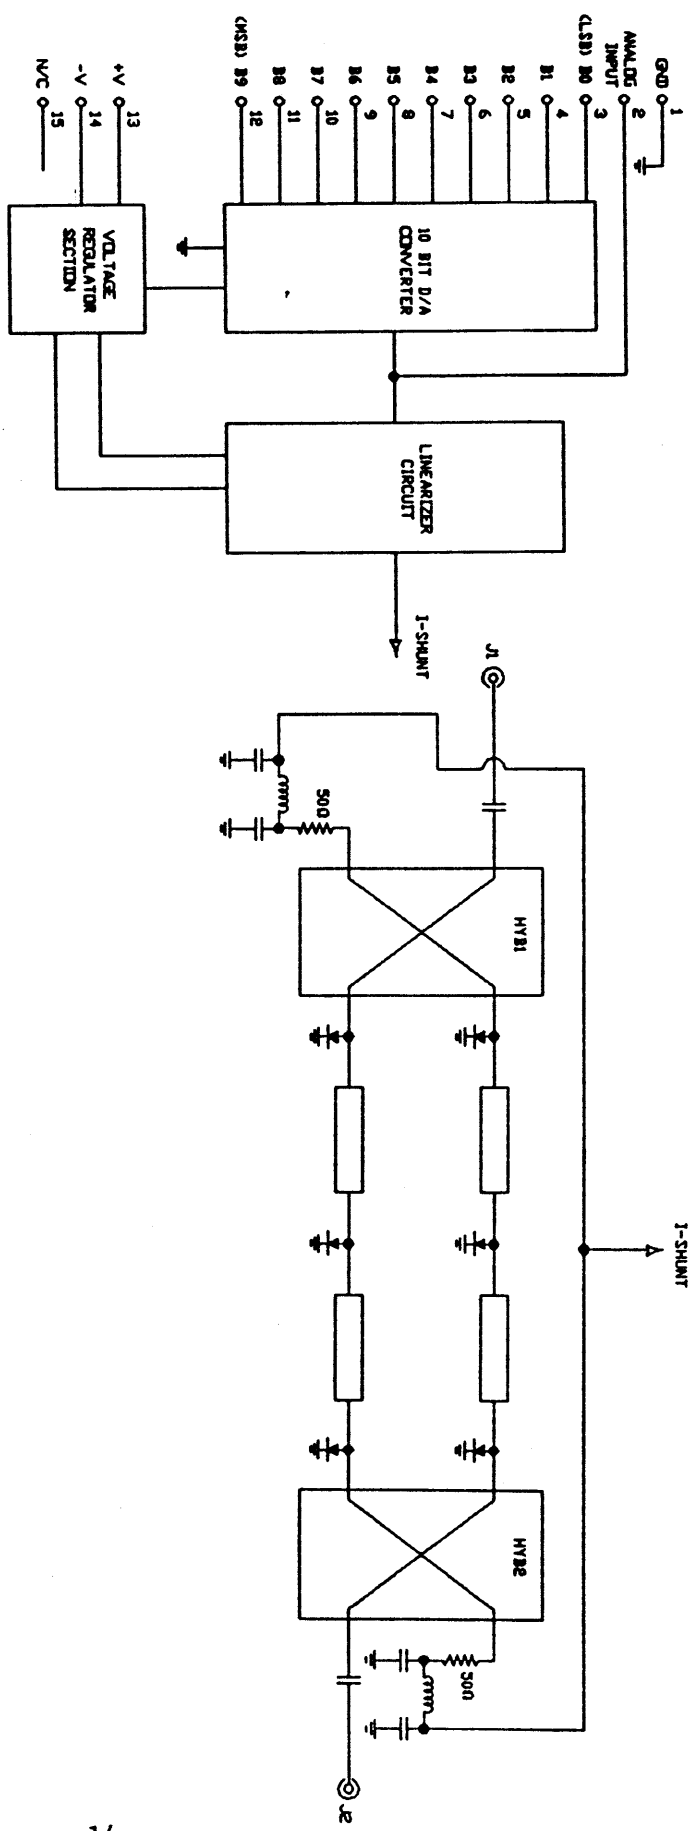 GND 1
ANALOG
INPUT 2
(LSB) B0 3
B1 4
B2 5
B3 6
B4 7
B5 8
B6 9
B7 10
B8 11
(MSB) B9 12
+V 13
-V 14
N/C 15
10 BIT D/A
CONVERTER
VOLTAGE
REGULATOR
SECTION
LINEARIZER
CIRCUIT
I-SHUNT
J1
50Ω
HYB1
I-SHUNT
HYB2
50Ω
J2